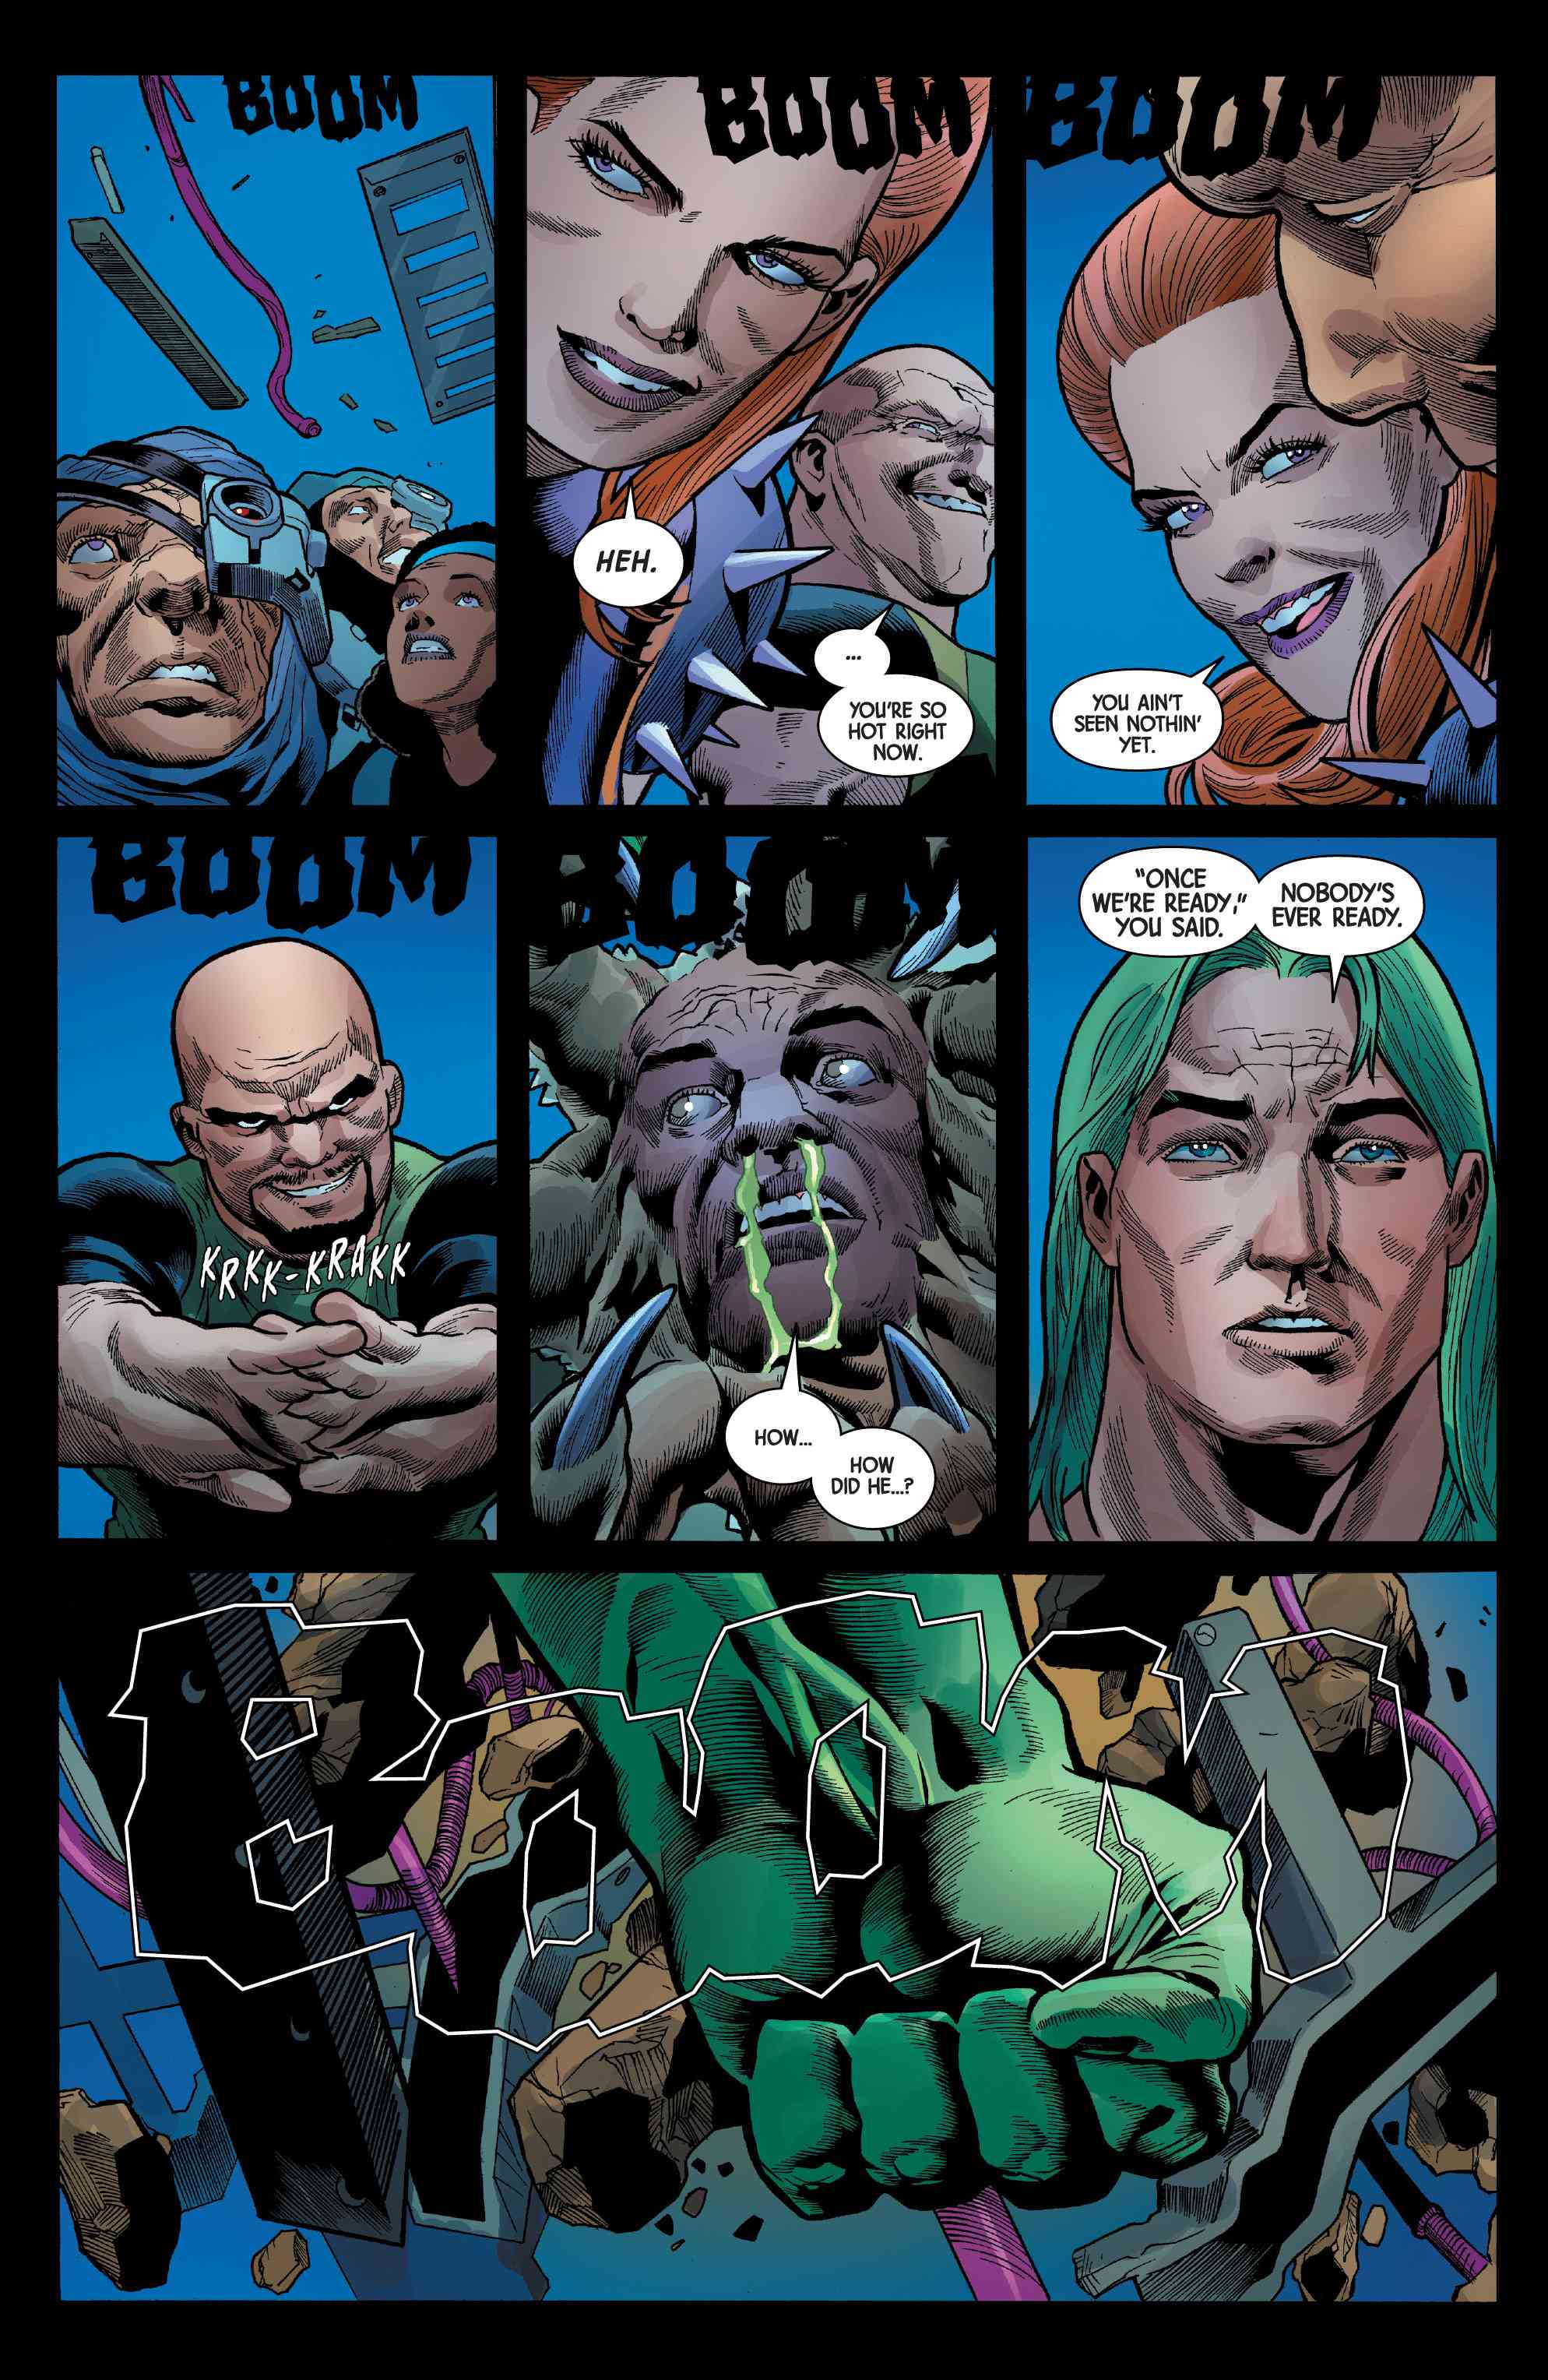 BOOM
BOOM
HEH.
...
YOU'RE SO
HOT RIGHT
NOW.
BOOM
YOU AIN'T
SEEN NOTHIN'
YET.
BOOM
KRKK-KRAKK
BOOM
HOW...
HOW
DID HE...?
"ONCE
WE'RE READY,"
YOU SAID.
NOBODY'S
EVER READY.
BOOM